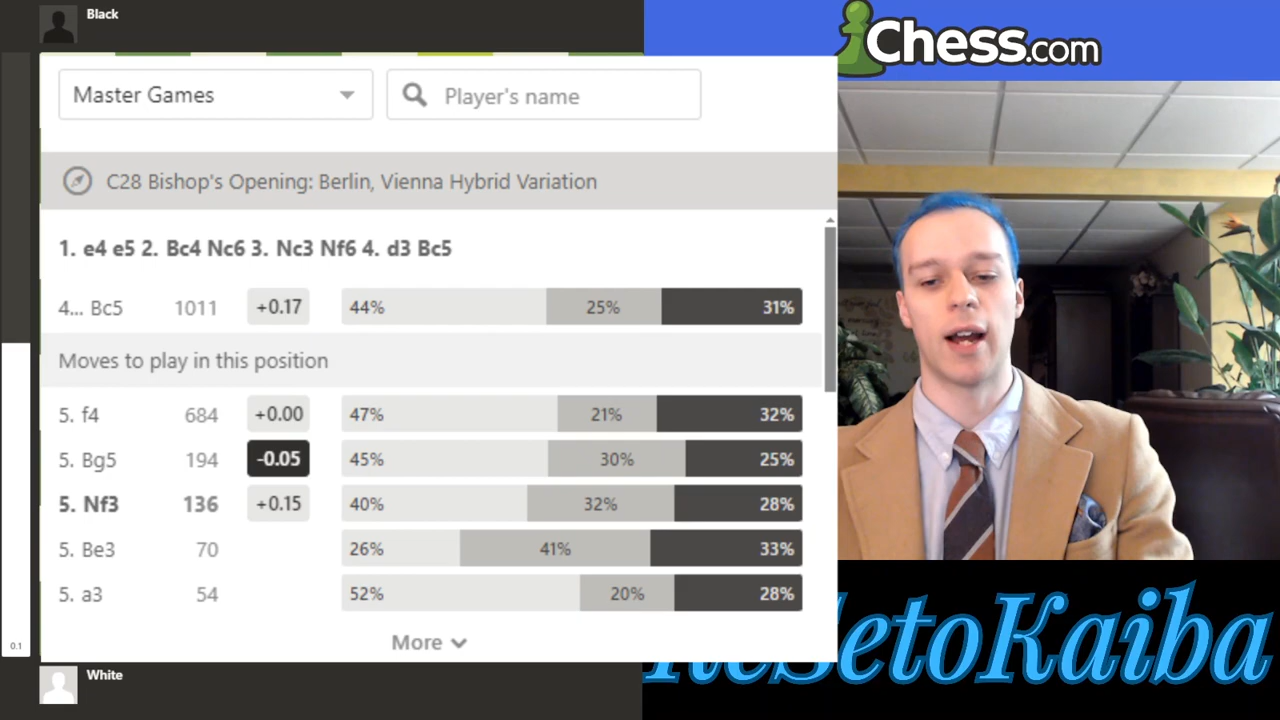 Black
Chess.com
Master Games
Player's name
C28 Bishop's Opening: Berlin, Vienna Hybrid Variation
1. e4 e5 2. Bc4 Nc6 3. Nc3 Nf6 4. d3 Bc5
4... Bc5 1011 +0.17 44% 25% 31%
Moves to play in this position
5. f4 684 +0.00 47% 21% 32%
5. Bg5 194 -0.05 45% 30% 25%
5. Nf3 136 +0.15 40% 32% 28%
5. Be3 70 26% 41% 33%
5. a3 54 52% 20% 28%
More
0.1
White
SetoKaiba